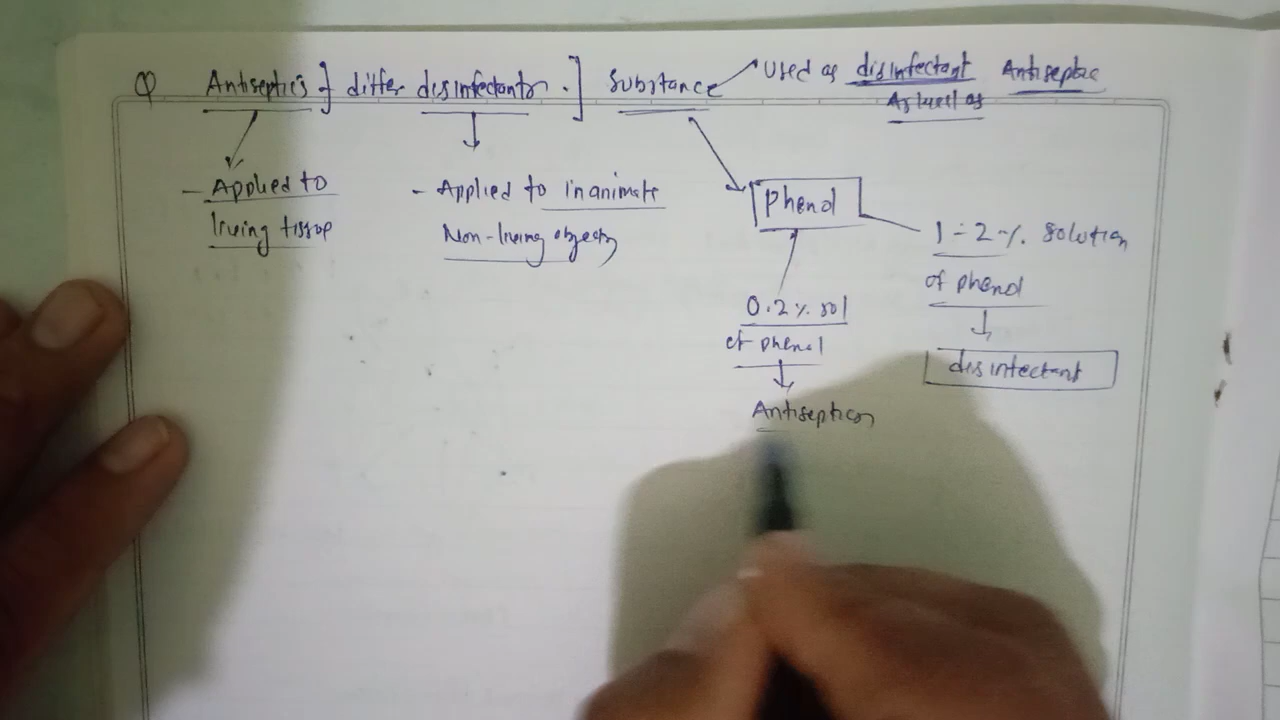 Q Antiseptics } differ disinfectants . ] Substance Used as disinfectant Antiseptic
As well as
- Applied to
living tissue
- Applied to inanimate
Non-living objects
Phenol
1-2 %. solution
of phenol
disinfectant
0.2 % sol
of phenol
Antiseptics